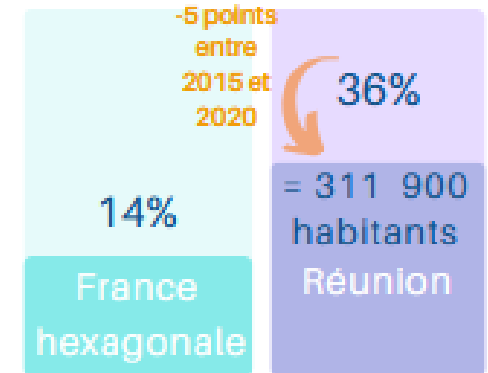 -5 points
entre
2015 et
2020
36%
= 311 900
habitants
Réunion
14%
France
hexagonale